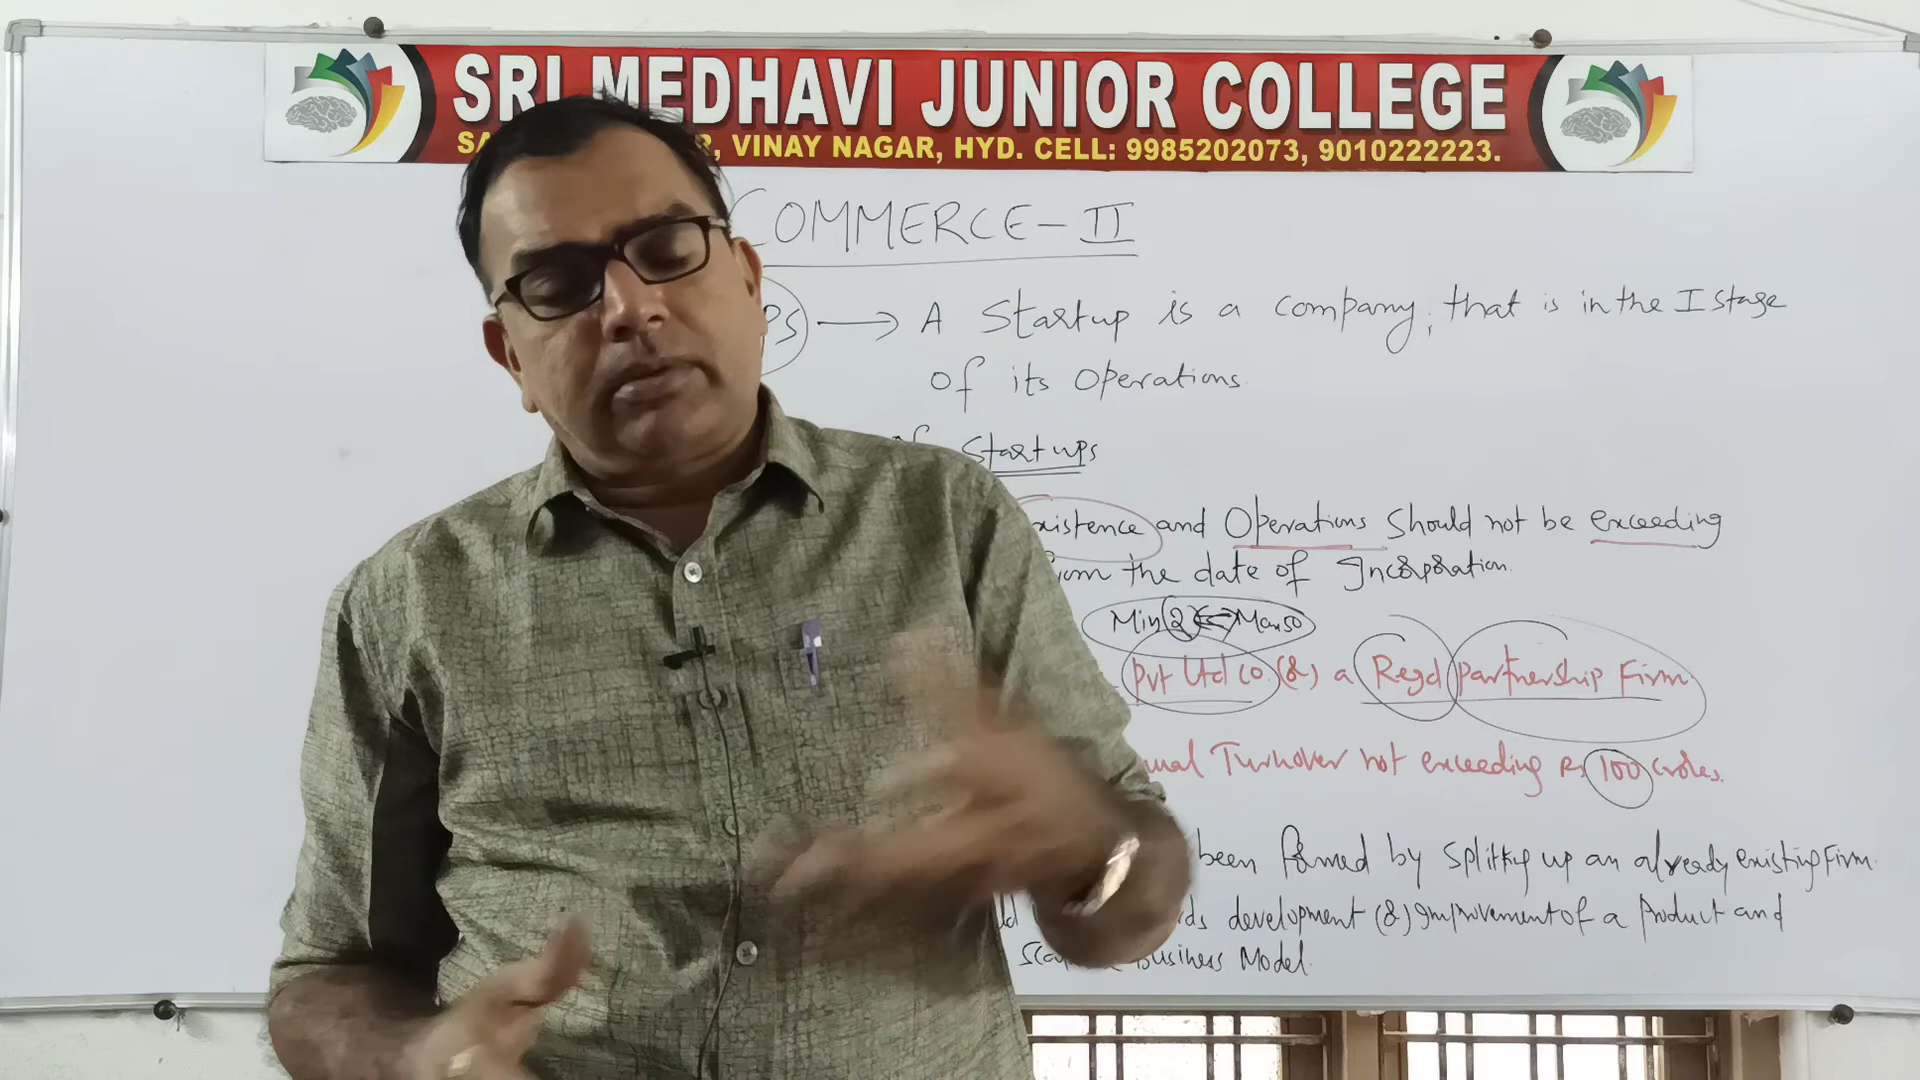 SRI MEDHAVI JUNIOR COLLEGE
VINAY NAGAR, HYD. CELL: 9985202073, 9010222223.
COMMERCE-II
A Startup is a company, that is in the I stage
of its Operations.
Startups
and Operations Should not be exceeding
the date of Incorporation.
Min 2 Max 50
Pvt Ltd Co. (&) a Regd partnership Firm
Turnover not exceeding Rs 100 crores.
been formed by splitting up an already existing Firm.
development (&) Improvement of a Product and
Business Model.